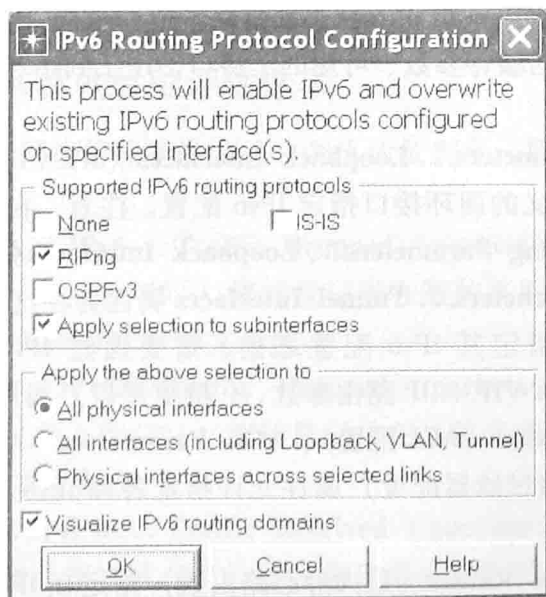 IPv6 Routing Protocol Configuration
This process will enable IPv6 and overwrite
existing IPv6 routing protocols configured
on specified interface(s).
Supported IPv6 routing protocols
None
IS-IS
RIPng
OSPFv3
Apply selection to subinterfaces
Apply the above selection to
All physical interfaces
All interfaces (including Loopback, VLAN, Tunnel)
Physical interfaces across selected links
Visualize IPv6 routing domains
OK Cancel Help